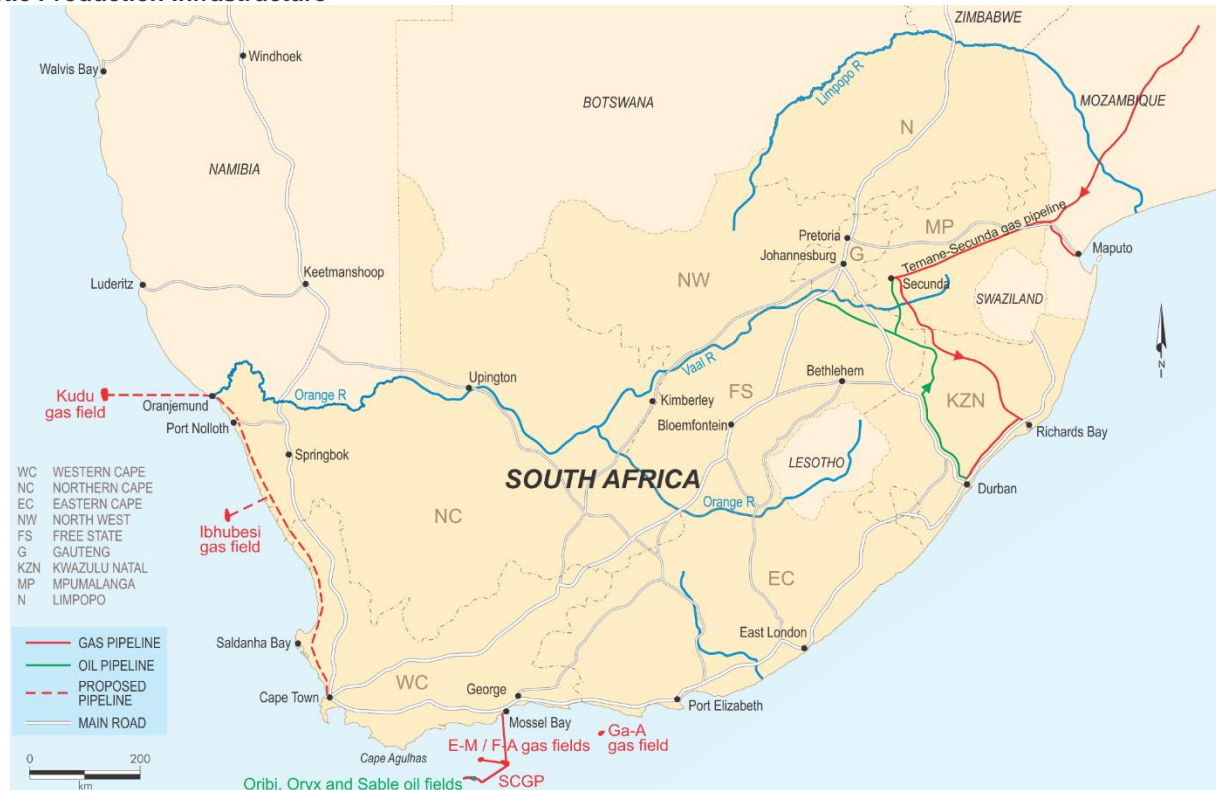 ZIMBABWE
Windhoek
Walvis Bay
BOTSWANA
Limpopo R
MOZAMBIQUE
N
NAMIBIA
Temane-Secunda gas pipeline
MP
Pretoria
Johannesburg
G
Maputo
NW
Secunda
Luderitz
Keetmanshoop
SWAZILAND
N
Vaal R
Upington
Bethlehem
Kudu
gas field
Oranjemund
Orange R
FS
Kimberley
KZN
Port Nolloth
Bloemfontein
Richards Bay
Springbok
LESOTHO
WC WESTERN CAPE
NC NORTHERN CAPE
EC EASTERN CAPE
NW NORTH WEST
FS FREE STATE
G GAUTENG
KZN KWAZULU NATAL
MP MPUMALANGA
N LIMPOPO
SOUTH AFRICA
Durban
Orange R
NC
Ibhubesi
gas field
EC
GAS PIPELINE
OIL PIPELINE
PROPOSED
PIPELINE
MAIN ROAD
Saldanha Bay
East London
WC
George
Cape Town
Port Elizabeth
Mossel Bay
Ga-A
gas field
E-M / F-A gas fields
Cape Agulhas
0 200
km
SCGP
Oribi, Oryx and Sable oil fields